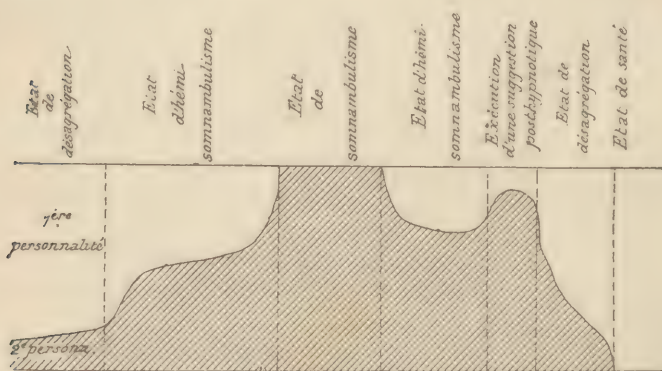 Etat
de
désagrégation
Etat
d'hémi-
somnambulisme
Etat
de
somnambulisme
Etat d'hémi-
somnambulisme
Exécution
d'une suggestion
posthypnotique
Etat de
désagrégation
Etat de santé
1ère
personnalité
2e personn.